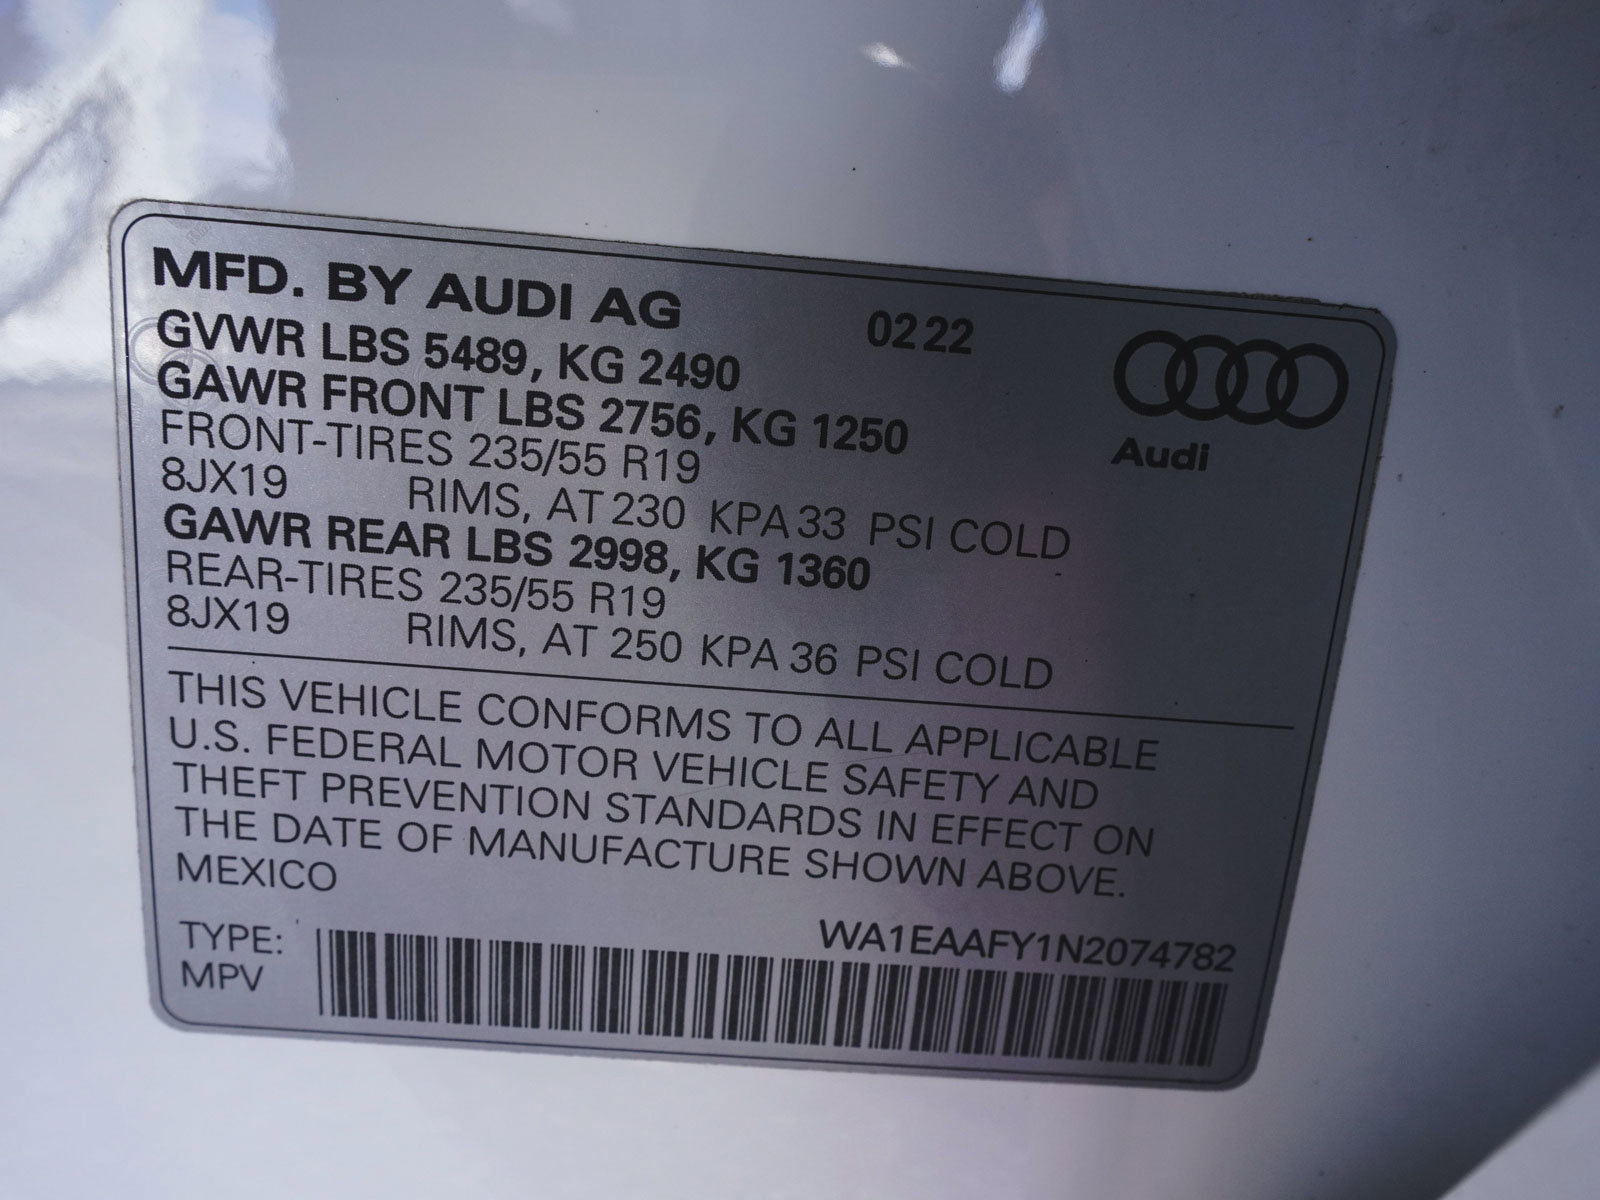 MFD. BY AUDI AG 02 22
GVWR LBS 5489, KG 2490
GAWR FRONT LBS 2756, KG 1250
FRONT-TIRES 235/55 R19
8JX19 RIMS, AT 230 KPA 33 PSI COLD
GAWR REAR LBS 2998, KG 1360
REAR-TIRES 235/55 R19
8JX19 RIMS, AT 250 KPA 36 PSI COLD
Audi
THIS VEHICLE CONFORMS TO ALL APPLICABLE
U.S. FEDERAL MOTOR VEHICLE SAFETY AND
THEFT PREVENTION STANDARDS IN EFFECT ON
THE DATE OF MANUFACTURE SHOWN ABOVE.
MEXICO
TYPE: WA1EAAFY1N2074782
MPV